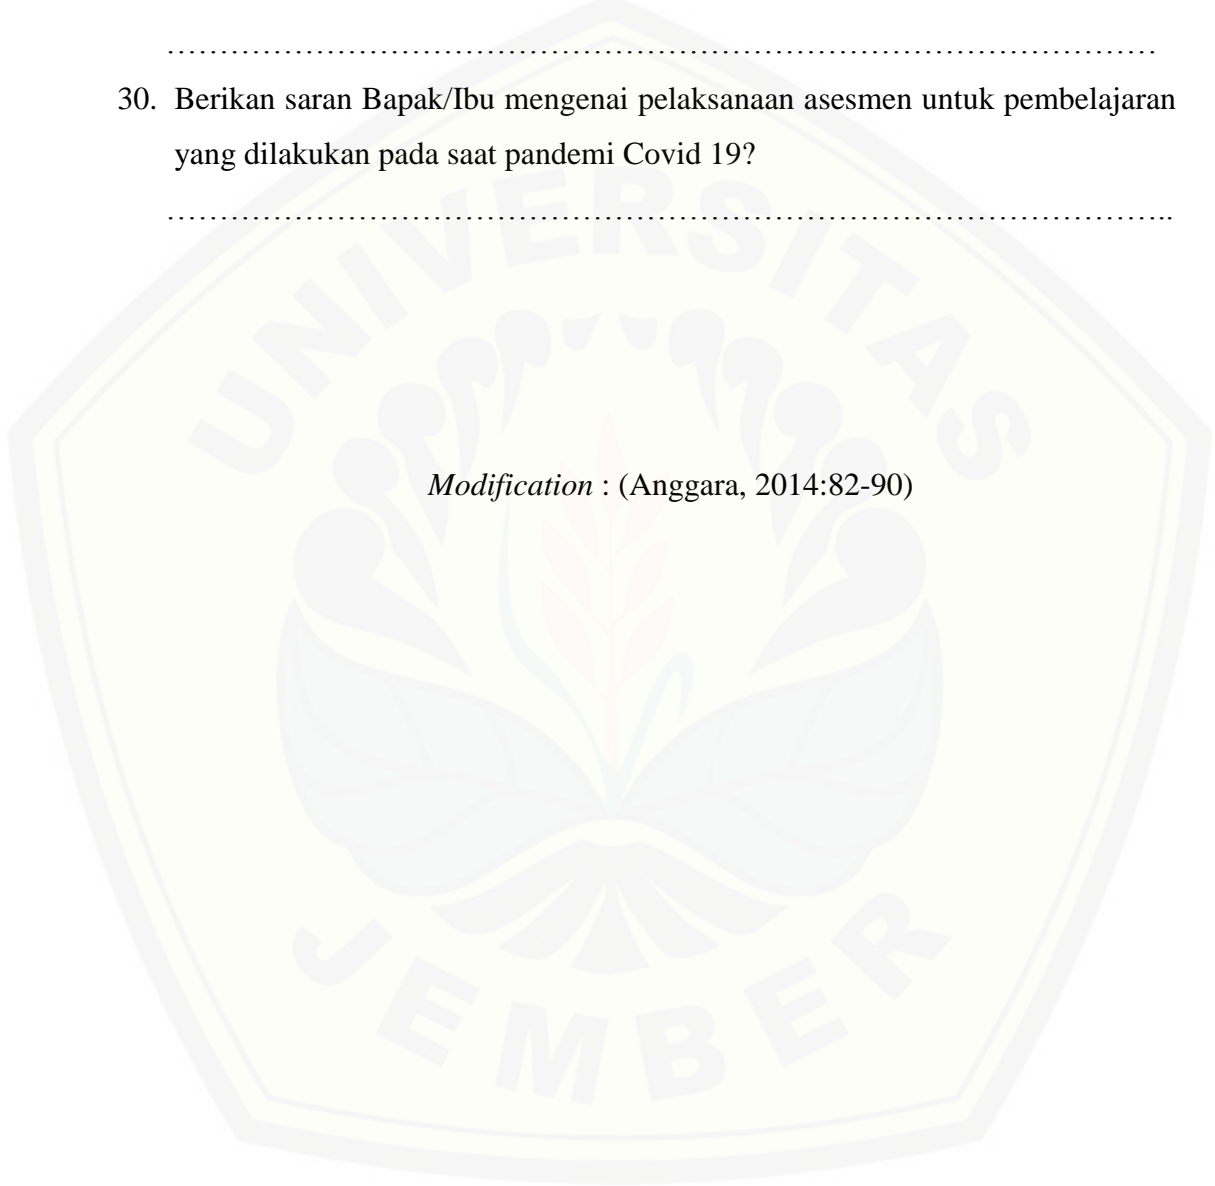 ………………………………………………………………………………
30. Berikan saran Bapak/Ibu mengenai pelaksanaan asesmen untuk pembelajaran
yang dilakukan pada saat pandemi Covid 19?
………………………………………………………………………………..
Modification : (Anggara, 2014:82-90)
UNIVERSITAS
JEMBER